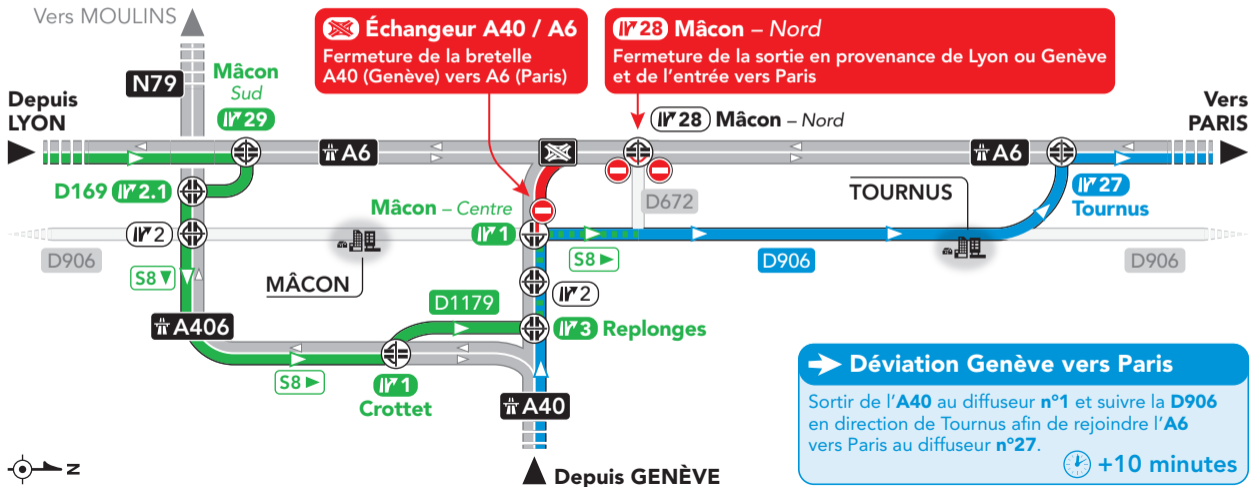 Vers MOULINS
N79
Échangeur A40 / A6
Fermeture de la bretelle
A40 (Genève) vers A6 (Paris)
28 Mâcon – Nord
Fermeture de la sortie en provenance de Lyon ou Genève
et de l'entrée vers Paris
Depuis
LYON
Mâcon
Sud
29
A6
28 Mâcon – Nord
A6
Vers
PARIS
D169 2.1
Mâcon – Centre
1
D672
TOURNUS
27
Tournus
2
D906
S8
MÂCON
S8
D906
D906
2
D1179
A406
3 Replonges
S8
1
Crottet
A40
Depuis GENÈVE
Déviation Genève vers Paris
Sortir de l'A40 au diffuseur n°1 et suivre la D906
en direction de Tournus afin de rejoindre l'A6
vers Paris au diffuseur n°27.
+10 minutes
N